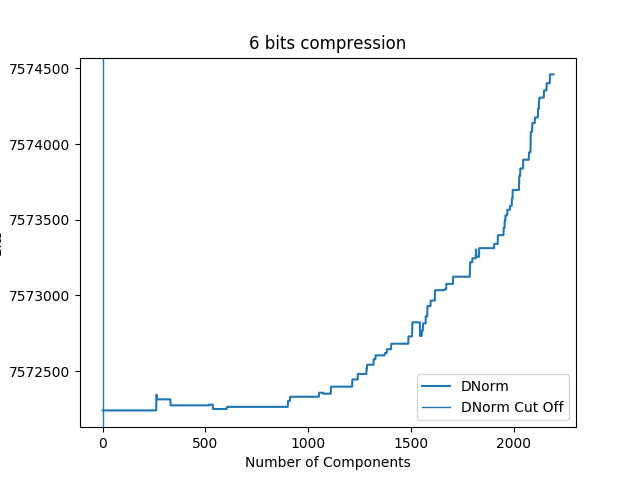 6 bits compression
7574500
7574000
7573500
7573000
7572500
0 500 1000 1500 2000
Number of Components
DNorm
DNorm Cut Off